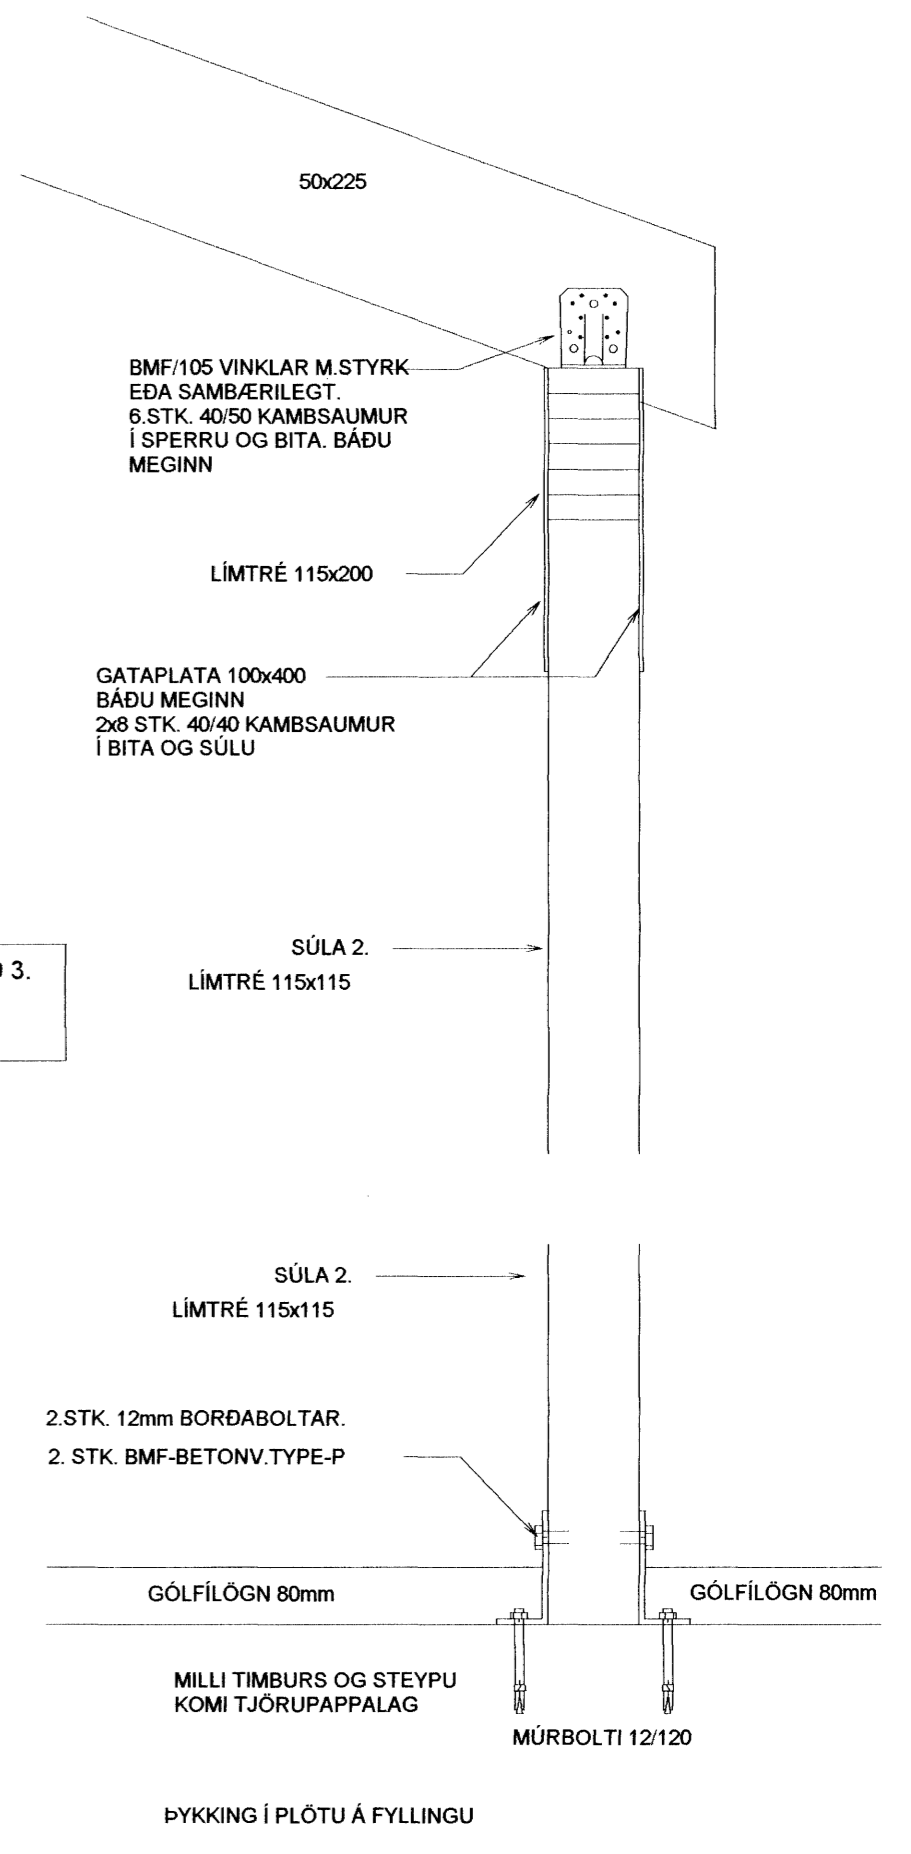 50x225
BMF/105 VINKLAR M.STYRK
EÐA SAMBÆRILEGT.
6.STK. 40/50 KAMBSAUMUR
Í SPERRU OG BITA. BÁÐU
MEGINN
LÍMTRÉ 115x200
GATAPLATA 100x400
BÁÐU MEGINN
2x8 STK. 40/40 KAMBSAUMUR
Í BITA OG SÚLU
SÚLA 2.
LÍMTRÉ 115x115
3.
SÚLA 2.
LÍMTRÉ 115x115
2.STK. 12mm BORÐABOLTAR.
2. STK. BMF-BETONV.TYPE-P
GÓLFÍLÖGN 80mm
GÓLFÍLÖGN 80mm
MILLI TIMBURS OG STEYPU
KOMI TJÖRUPAPPALAG
MÚRBOLTI 12/120
ÞYKKING Í PLÖTU Á FYLLINGU